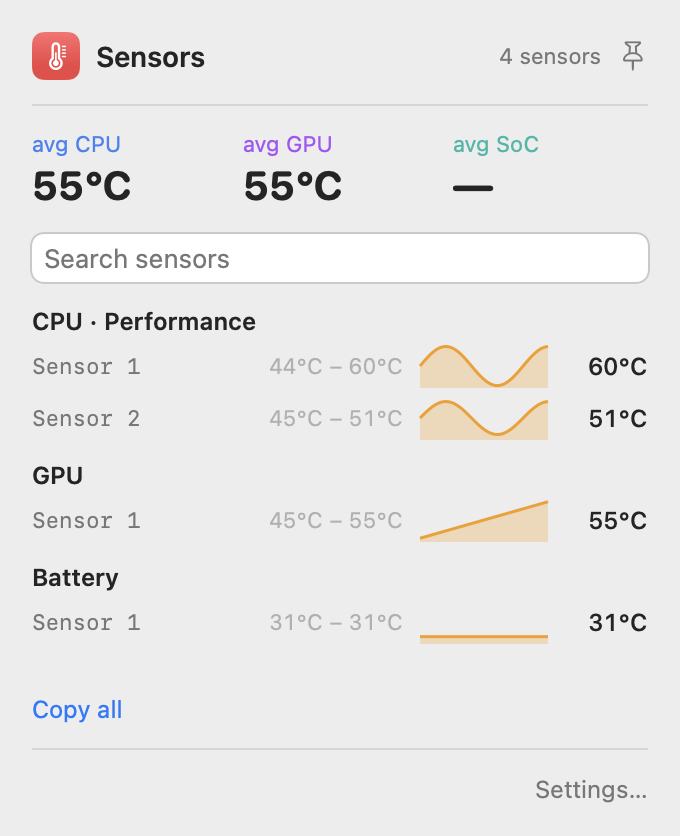 Sensors 4 sensors
avg CPU avg GPU avg SoC
55°C 55°C —
Search sensors
CPU · Performance
Sensor 1 44°C – 60°C 60°C
Sensor 2 45°C – 51°C 51°C
GPU
Sensor 1 45°C – 55°C 55°C
Battery
Sensor 1 31°C – 31°C 31°C
Copy all
Settings...